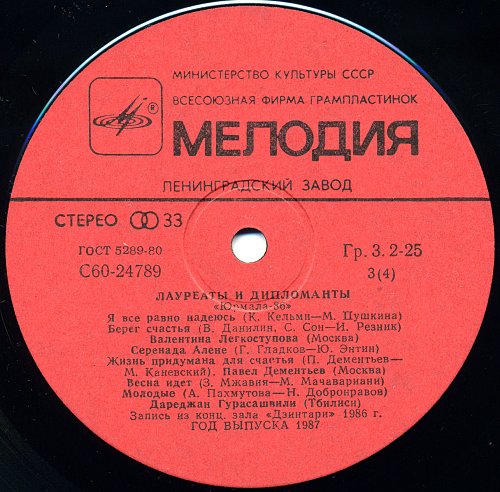 МИНИСТЕРСТВО КУЛЬТУРЫ СССР
ВСЕСОЮЗНАЯ ФИРМА ГРАМПЛАСТИНОК
®
МЕЛОДИЯ
ЛЕНИНГРАДСКИЙ ЗАВОД
СТЕРЕО 33
ГОСТ 5289-80 Гр. 3. 2-25
С60-24789 3(4)
ЛАУРЕАТЫ И ДИПЛОМАНТЫ
«Юрмала-86»
Я все равно надеюсь (К. Кельми—М. Пушкина)
Берег счастья (В. Данилин, С. Сон—И. Резник)
Валентина Легкоступова (Москва)
Серенада Алене (Г. Гладков—Ю. Энтин)
Жизнь придумана для счастья (П. Дементьев—
М. Каневский). Павел Дементьев (Москва)
Весна идет (З. Мжавия—М. Мачавариани)
Молодые (А. Пахмутова—Н. Добронравов)
Дареджан Гурасашвили (Тбилиси)
Запись из конц. зала «Дзинтари» 1986 г.
ГОД ВЫПУСКА 1987